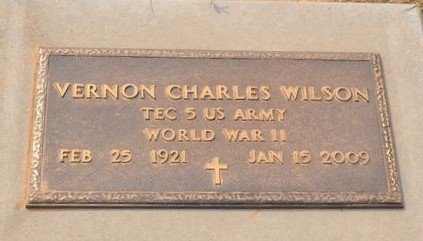 VERNON CHARLES WILSON
TEC 5 US ARMY
WORLD WAR II
FEB 25 1921 JAN 15 2009